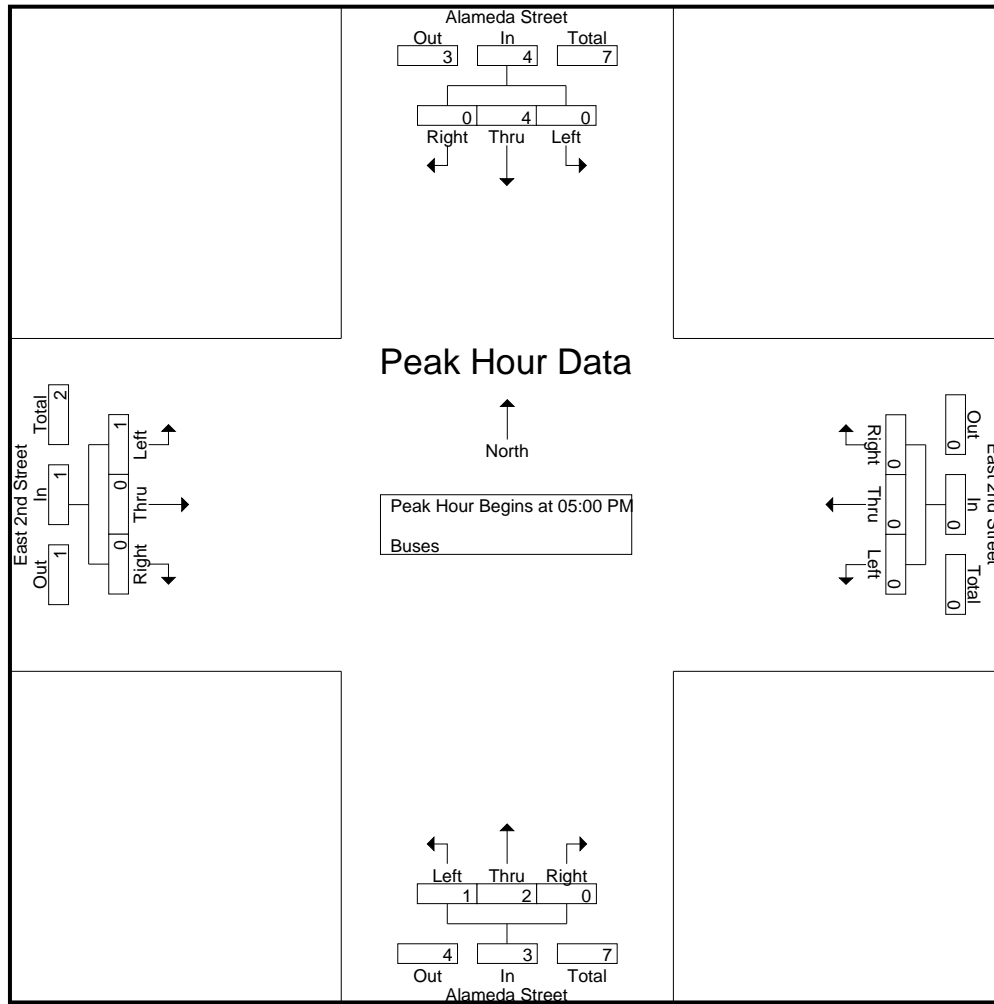 Alameda Street
Out In Total
3 4 7
0 4 0
Right Thru Left
Peak Hour Data
North
Peak Hour Begins at 05:00 PM
Buses
East 2nd Street
Out In Total
1 1 2
Left Thru Right
1 0 0
East 2nd Street
Out In Total
0 0 0
Right Thru Left
0 0 0
Left Thru Right
1 2 0
4 3 7
Out In Total
Alameda Street